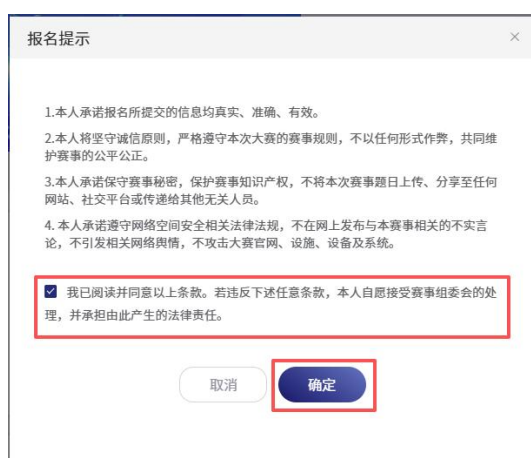 报名提示
1.本人承诺报名所提交的信息均真实、准确、有效。
2.本人将坚守诚信原则，严格遵守本次大赛的赛事规则，不以任何形式作弊，共同维
护赛事的公平公正。
3.本人承诺保守赛事秘密，保护赛事知识产权，不将本次赛事题目上传、分享至任何
网站、社交平台或传递给其他无关人员。
4. 本人承诺遵守网络空间安全相关法律法规，不在网上发布与本赛事相关的不实言
论，不引发相关网络舆情，不攻击大赛官网、设施、设备及系统。
我已阅读并同意以上条款。若违反下述任意条款，本人自愿接受赛事组委会的处
理，并承担由此产生的法律责任。
取消 确定